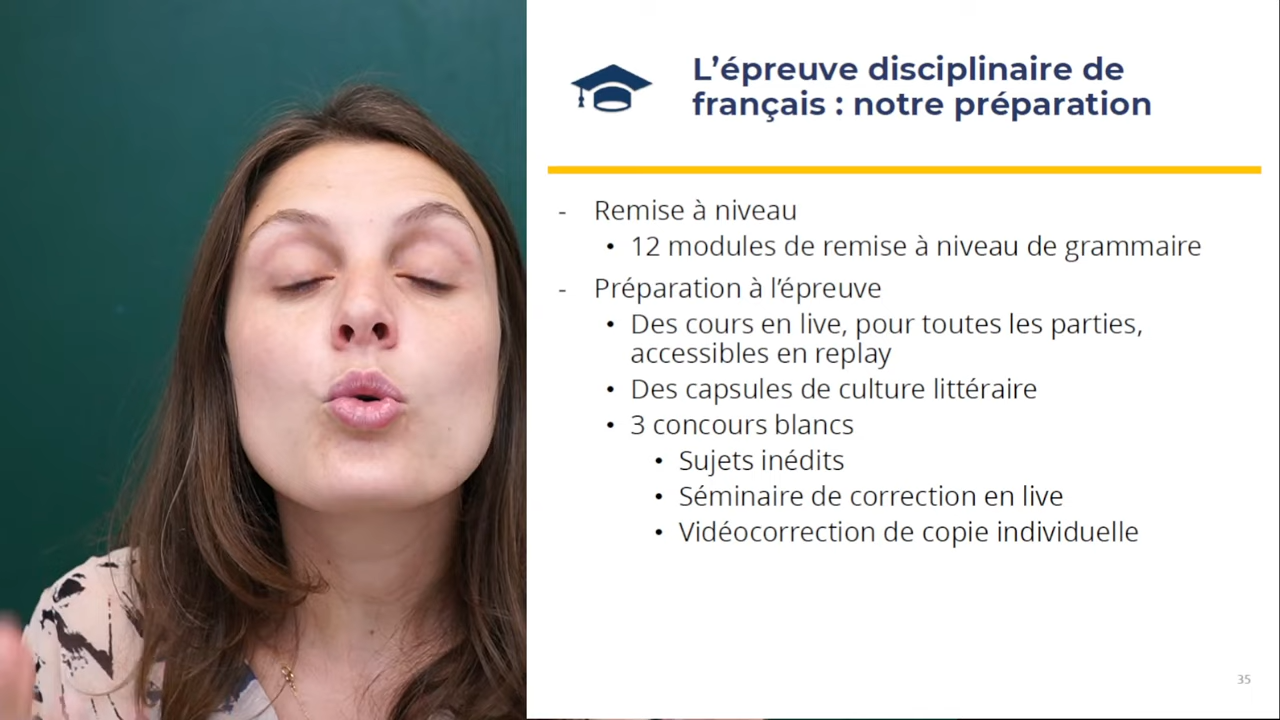 L’épreuve disciplinaire de
français : notre préparation
- Remise à niveau
• 12 modules de remise à niveau de grammaire
- Préparation à l’épreuve
• Des cours en live, pour toutes les parties,
accessibles en replay
• Des capsules de culture littéraire
• 3 concours blancs
• Sujets inédits
• Séminaire de correction en live
• Vidéocorrection de copie individuelle
35